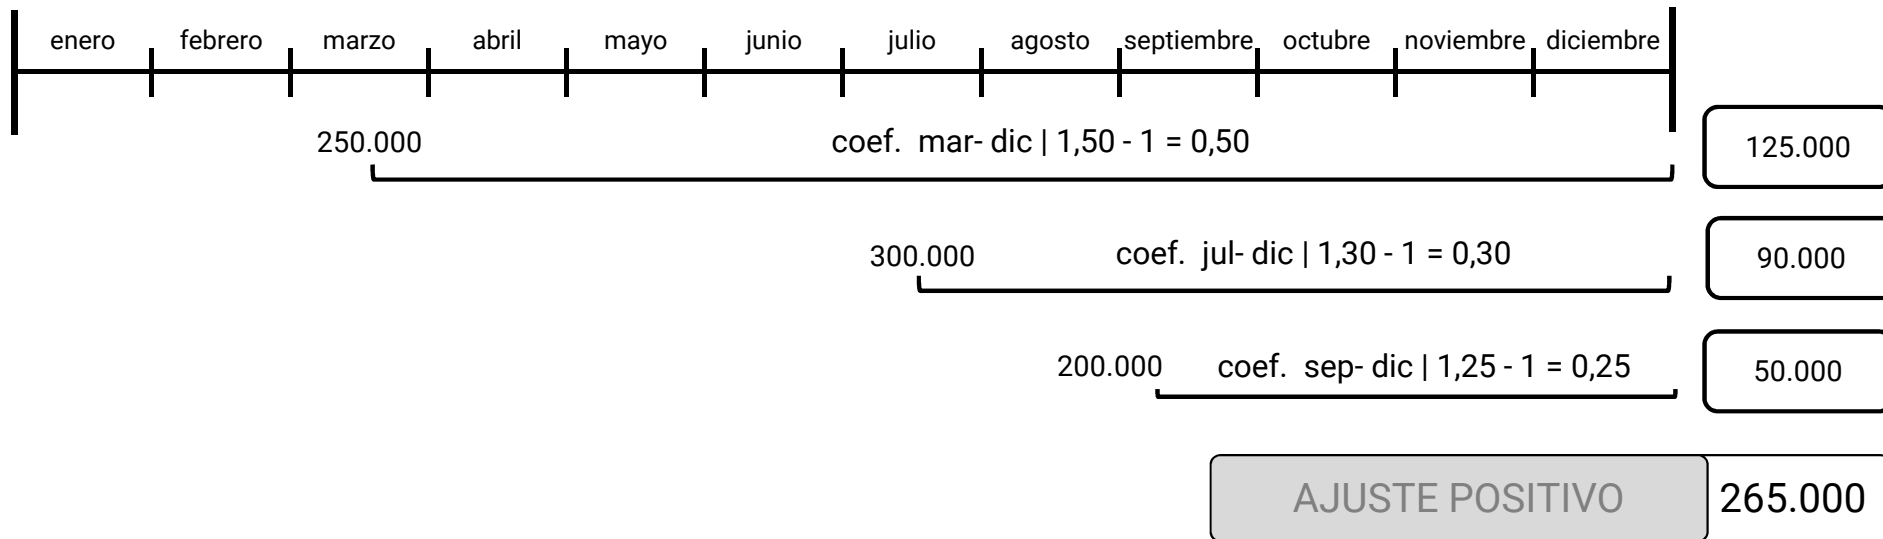 enero febrero marzo abril mayo junio julio agosto septiembre octubre noviembre diciembre
250.000 coef. mar- dic | 1,50 - 1 = 0,50 125.000
300.000 coef. jul- dic | 1,30 - 1 = 0,30 90.000
200.000 coef. sep- dic | 1,25 - 1 = 0,25 50.000
AJUSTE POSITIVO 265.000